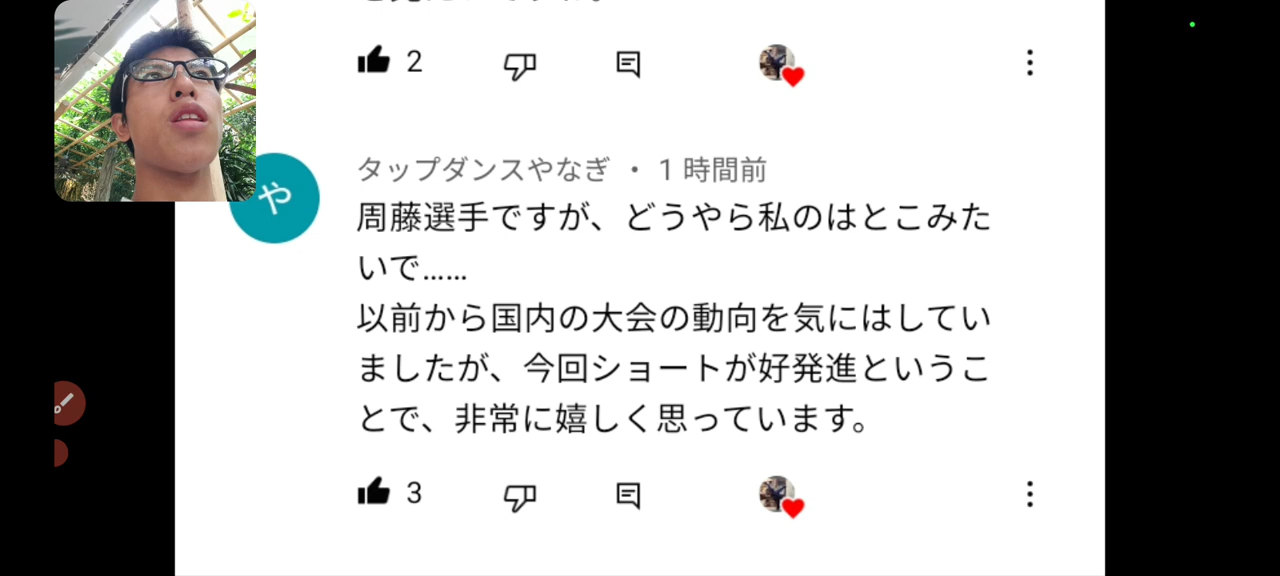 2
タップダンスやなぎ ・ 1 時間前
や
周藤選手ですが、どうやら私のはとこみた
いで……
以前から国内の大会の動向を気にはしてい
ましたが、今回ショートが好発進というこ
とで、非常に嬉しく思っています。
3